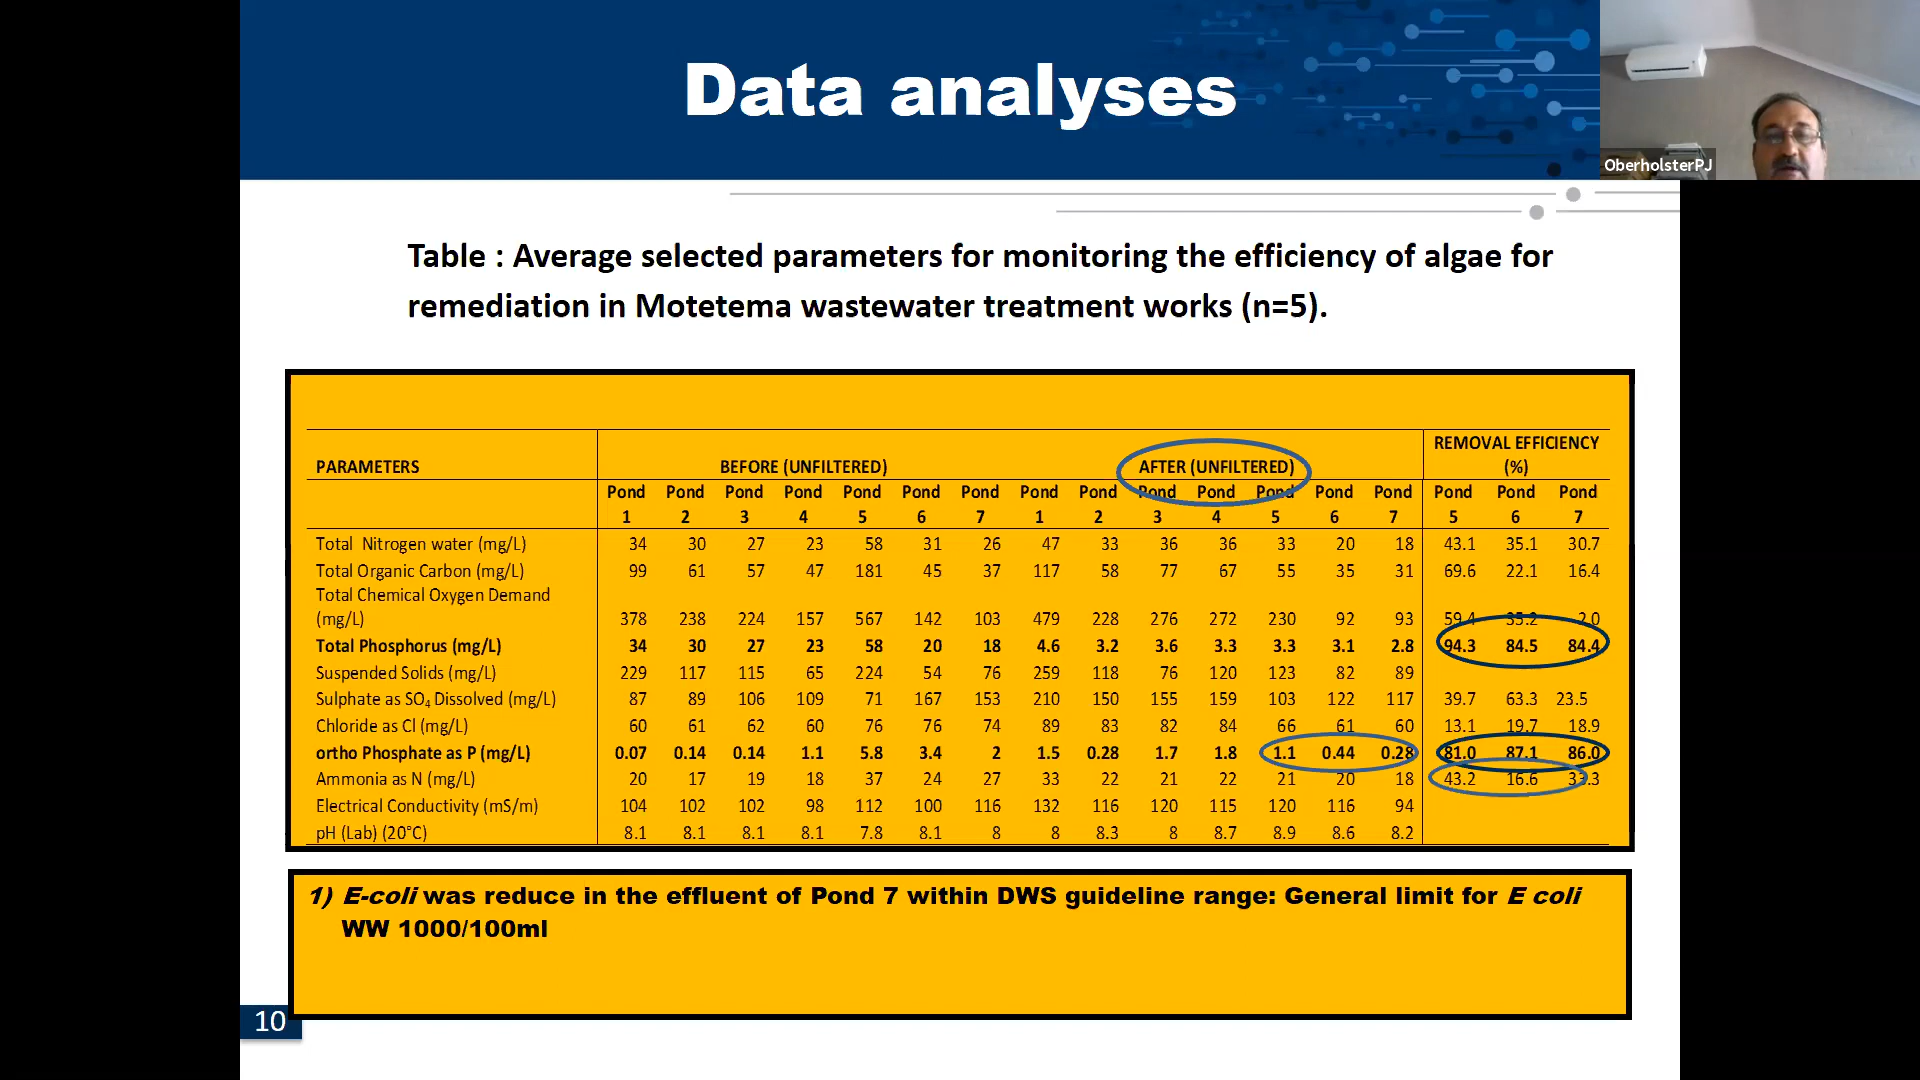 Data analyses
OberholsterPJ
Table : Average selected parameters for monitoring the efficiency of algae for
remediation in Motetema wastewater treatment works (n=5).
REMOVAL EFFICIENCY
PARAMETERS BEFORE (UNFILTERED) AFTER (UNFILTERED) (%)
Pond Pond Pond Pond Pond Pond Pond Pond Pond Pond Pond Pond Pond Pond Pond Pond Pond
1 2 3 4 5 6 7 1 2 3 4 5 6 7 5 6 7
Total Nitrogen water (mg/L) 34 30 27 23 58 31 26 47 33 36 36 33 20 18 43.1 35.1 30.7
Total Organic Carbon (mg/L) 99 61 57 47 181 45 37 117 58 77 67 55 35 31 69.6 22.1 16.4
Total Chemical Oxygen Demand
(mg/L) 378 238 224 157 567 142 103 479 228 276 272 230 92 93 59.4 35.2 2.0
Total Phosphorus (mg/L) 34 30 27 23 58 20 18 4.6 3.2 3.6 3.3 3.3 3.1 2.8 94.3 84.5 84.4
Suspended Solids (mg/L) 229 117 115 65 224 54 76 259 118 76 120 123 82 89
Sulphate as SO₄ Dissolved (mg/L) 87 89 106 109 71 167 153 210 150 155 159 103 122 117 39.7 63.3 23.5
Chloride as Cl (mg/L) 60 61 62 60 76 76 74 89 83 82 84 66 61 60 13.1 19.7 18.9
ortho Phosphate as P (mg/L) 0.07 0.14 0.14 1.1 5.8 3.4 2 1.5 0.28 1.7 1.8 1.1 0.44 0.28 81.0 87.1 86.0
Ammonia as N (mg/L) 20 17 19 18 37 24 27 33 22 21 22 21 20 18 43.2 16.6 33.3
Electrical Conductivity (mS/m) 104 102 102 98 112 100 116 132 116 120 115 120 116 94
pH (Lab) (20°C) 8.1 8.1 8.1 8.1 7.8 8.1 8 8 8.3 8 8.7 8.9 8.6 8.2
1) E-coli was reduce in the effluent of Pond 7 within DWS guideline range: General limit for E coli
WW 1000/100ml
10